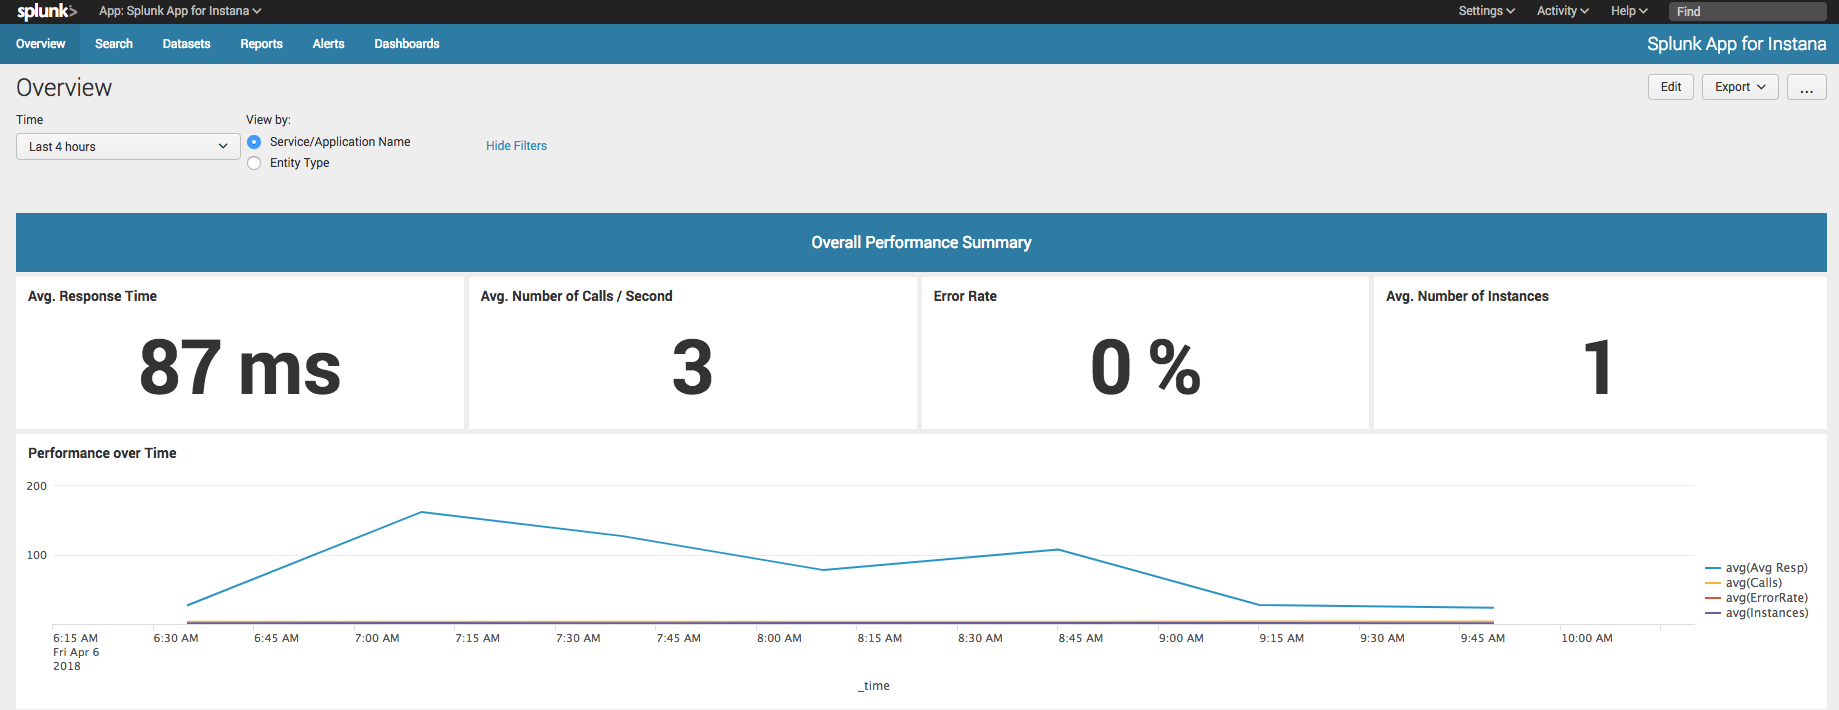 splunk> App: Splunk App for Instana Settings Activity Help Find
Overview Search Datasets Reports Alerts Dashboards Splunk App for Instana
Overview
Edit Export ...
Time View by:
Last 4 hours
Service/Application Name
Entity Type
Hide Filters
Overall Performance Summary
Avg. Response Time
87 ms
Avg. Number of Calls / Second
3
Error Rate
0 %
Avg. Number of Instances
1
Performance over Time
200
100
avg(Avg Resp)
avg(Calls)
avg(ErrorRate)
avg(Instances)
6:15 AM 6:30 AM 6:45 AM 7:00 AM 7:15 AM 7:30 AM 7:45 AM 8:00 AM 8:15 AM 8:30 AM 8:45 AM 9:00 AM 9:15 AM 9:30 AM 9:45 AM 10:00 AM
Fri Apr 6
2018
_time